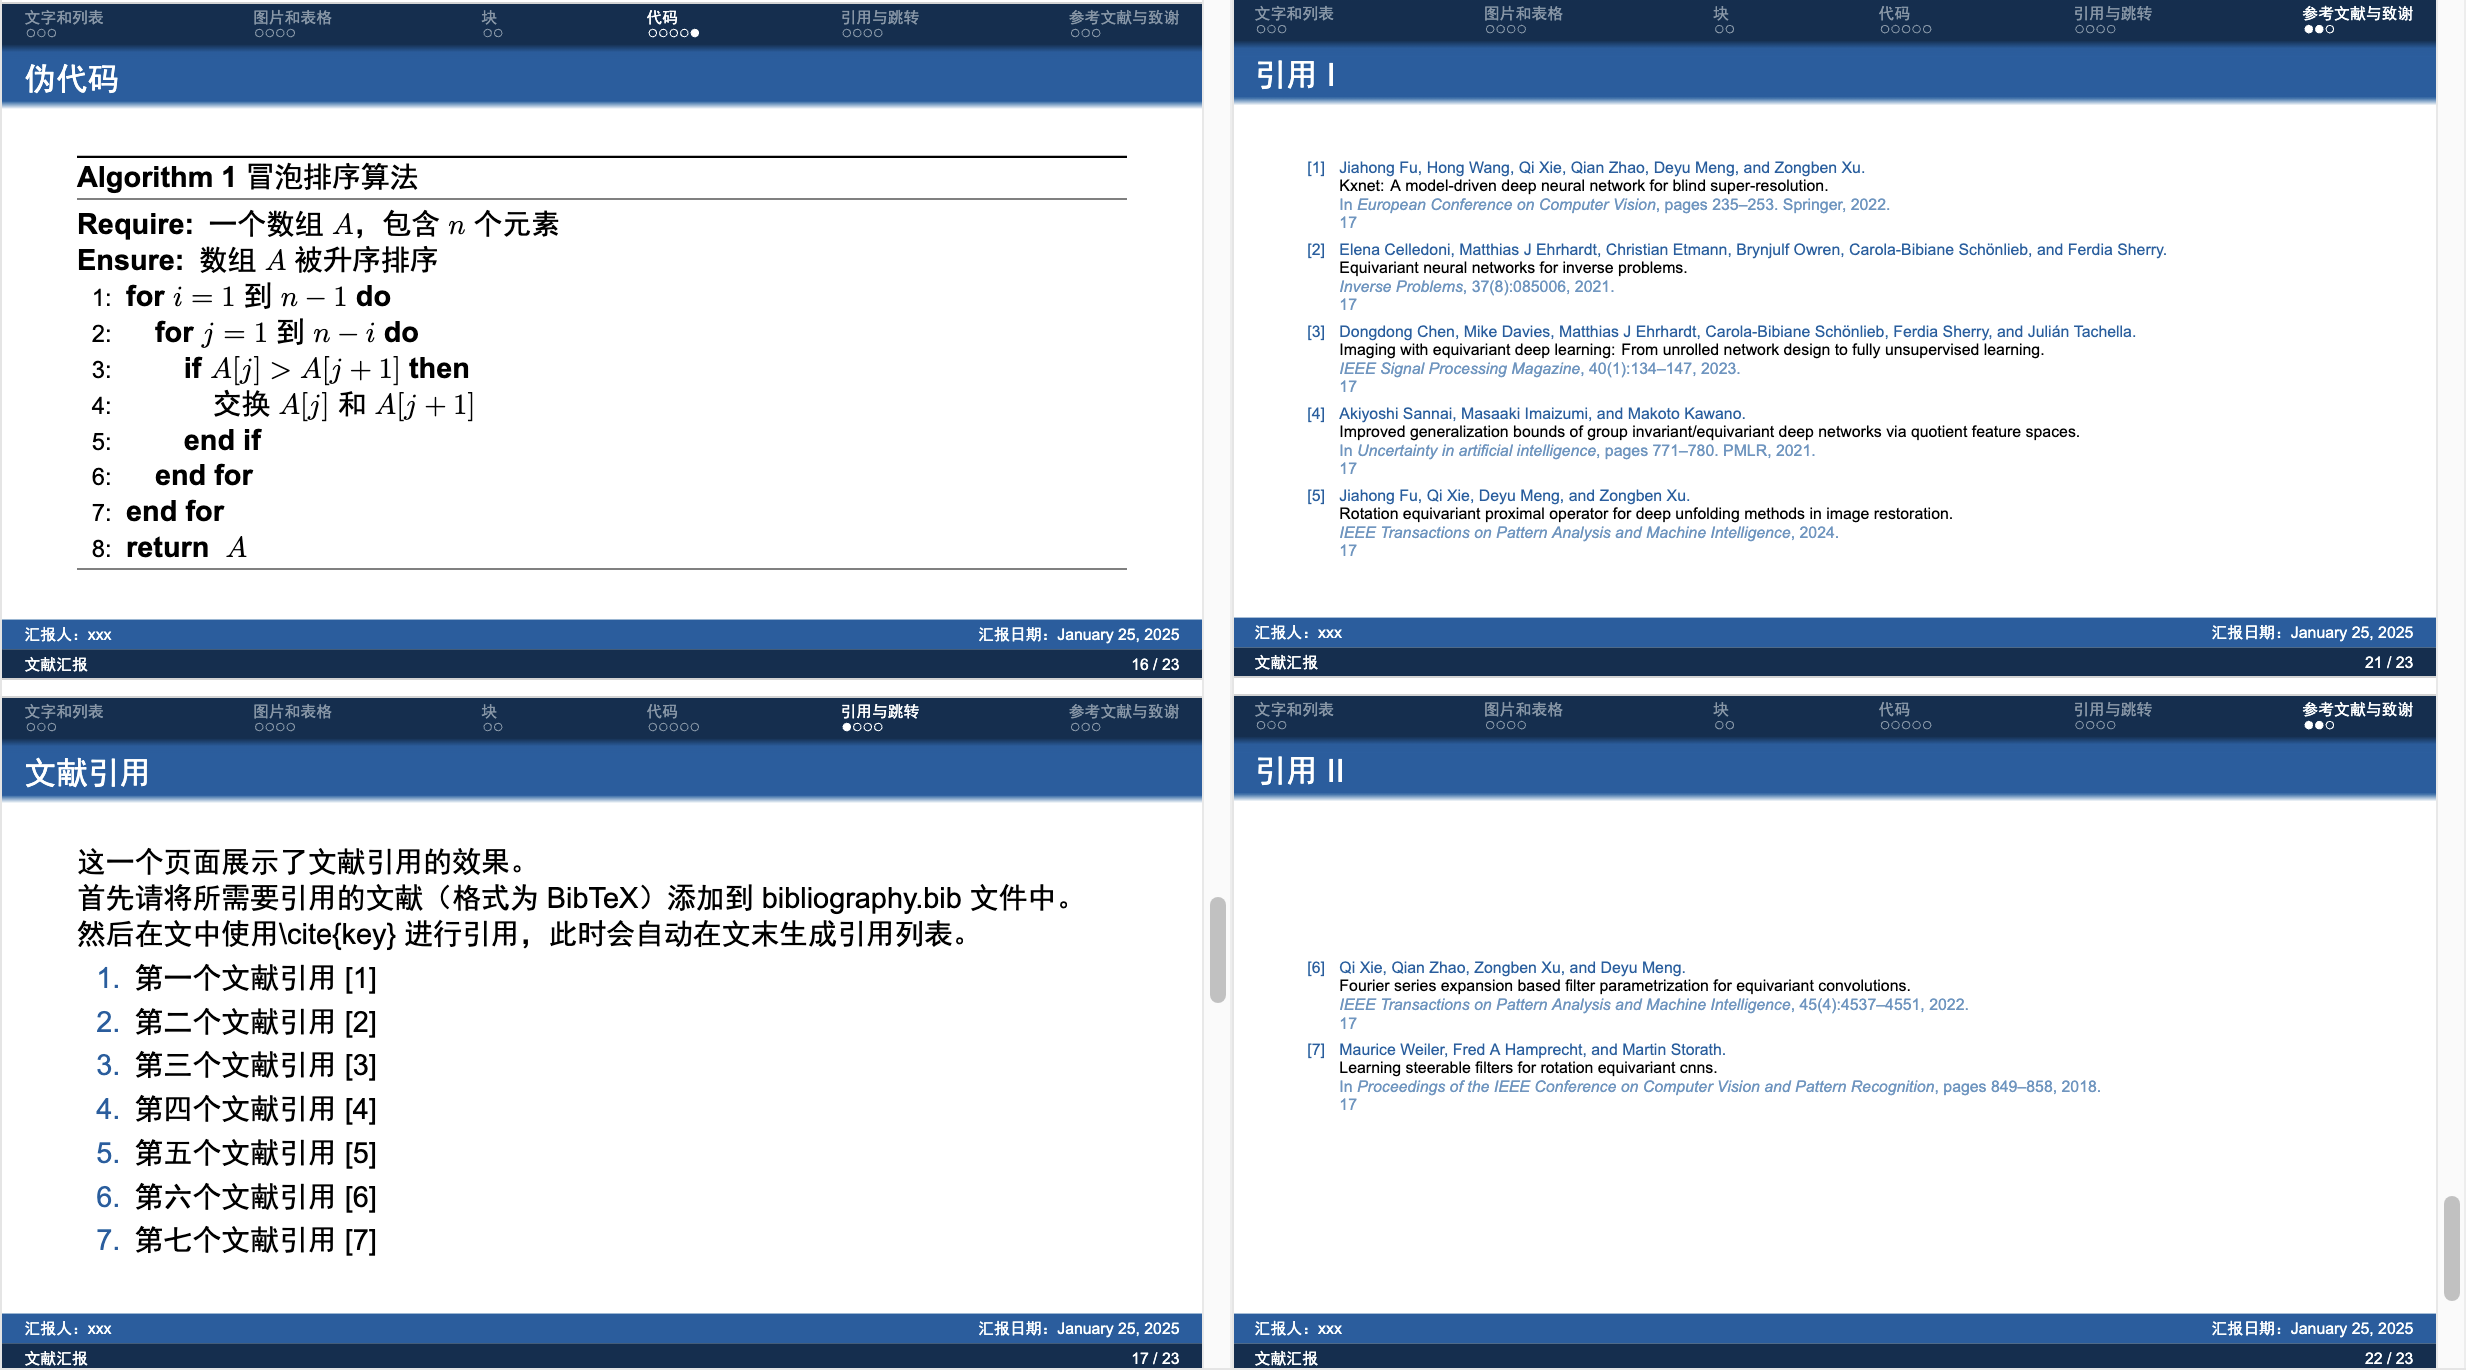 文字和列表 图片和表格 块 代码 引用与跳转 参考文献与致谢
伪代码
Algorithm 1 冒泡排序算法
Require: 一个数组 A，包含 n 个元素
Ensure: 数组 A 被升序排序
1: for i = 1 到 n − 1 do
2: for j = 1 到 n − i do
3: if A[j] > A[j + 1] then
4: 交换 A[j] 和 A[j + 1]
5: end if
6: end for
7: end for
8: return A
汇报人：xxx 汇报日期：January 25, 2025
文献汇报 16 / 23
文字和列表 图片和表格 块 代码 引用与跳转 参考文献与致谢
文献引用
这一个页面展示了文献引用的效果。
首先请将所需要引用的文献（格式为 BibTeX）添加到 bibliography.bib 文件中。
然后在文中使用\cite{key} 进行引用，此时会自动在文末生成引用列表。
1. 第一个文献引用 [1]
2. 第二个文献引用 [2]
3. 第三个文献引用 [3]
4. 第四个文献引用 [4]
5. 第五个文献引用 [5]
6. 第六个文献引用 [6]
7. 第七个文献引用 [7]
汇报人：xxx 汇报日期：January 25, 2025
文献汇报 17 / 23
文字和列表 图片和表格 块 代码 引用与跳转 参考文献与致谢
引用 I
[1] Jiahong Fu, Hong Wang, Qi Xie, Qian Zhao, Deyu Meng, and Zongben Xu.
Kxnet: A model-driven deep neural network for blind super-resolution.
In European Conference on Computer Vision, pages 235–253. Springer, 2022.
17
[2] Elena Celledoni, Matthias J Ehrhardt, Christian Etmann, Brynjulf Owren, Carola-Bibiane Schönlieb, and Ferdia Sherry.
Equivariant neural networks for inverse problems.
Inverse Problems, 37(8):085006, 2021.
17
[3] Dongdong Chen, Mike Davies, Matthias J Ehrhardt, Carola-Bibiane Schönlieb, Ferdia Sherry, and Julián Tachella.
Imaging with equivariant deep learning: From unrolled network design to fully unsupervised learning.
IEEE Signal Processing Magazine, 40(1):134–147, 2023.
17
[4] Akiyoshi Sannai, Masaaki Imaizumi, and Makoto Kawano.
Improved generalization bounds of group invariant/equivariant deep networks via quotient feature spaces.
In Uncertainty in artificial intelligence, pages 771–780. PMLR, 2021.
17
[5] Jiahong Fu, Qi Xie, Deyu Meng, and Zongben Xu.
Rotation equivariant proximal operator for deep unfolding methods in image restoration.
IEEE Transactions on Pattern Analysis and Machine Intelligence, 2024.
17
汇报人：xxx 汇报日期：January 25, 2025
文献汇报 21 / 23
文字和列表 图片和表格 块 代码 引用与跳转 参考文献与致谢
引用 II
[6] Qi Xie, Qian Zhao, Zongben Xu, and Deyu Meng.
Fourier series expansion based filter parametrization for equivariant convolutions.
IEEE Transactions on Pattern Analysis and Machine Intelligence, 45(4):4537–4551, 2022.
17
[7] Maurice Weiler, Fred A Hamprecht, and Martin Storath.
Learning steerable filters for rotation equivariant cnns.
In Proceedings of the IEEE Conference on Computer Vision and Pattern Recognition, pages 849–858, 2018.
17
汇报人：xxx 汇报日期：January 25, 2025
文献汇报 22 / 23